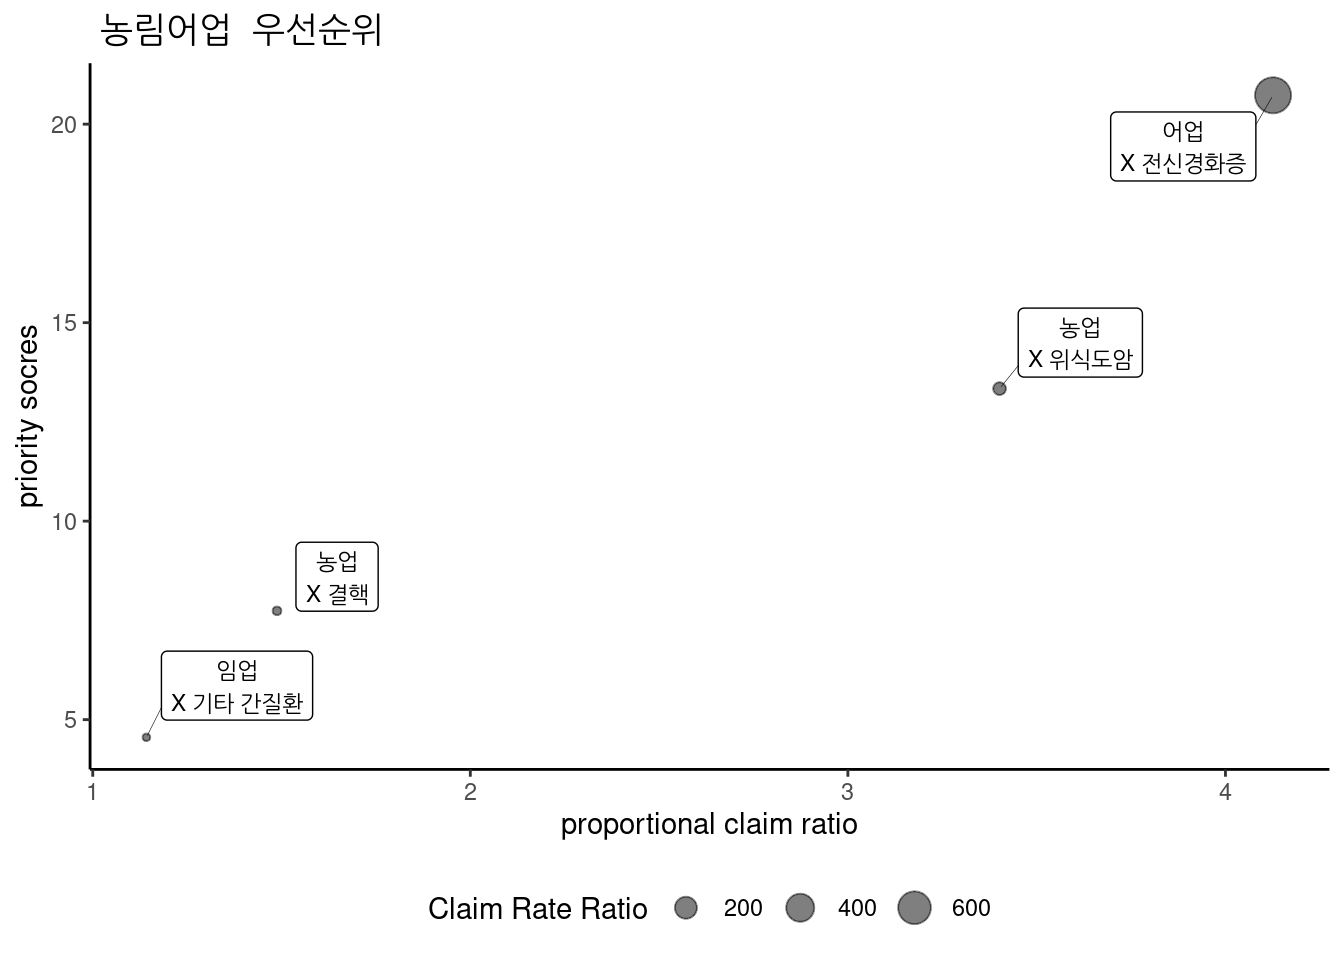 농림어업 우선순위
20
15
10
5
priority socres
어업
X 전신경화증
농업
X 위식도암
농업
X 결핵
임업
X 기타 간질환
1 2 3 4
proportional claim ratio
Claim Rate Ratio 200 400 600